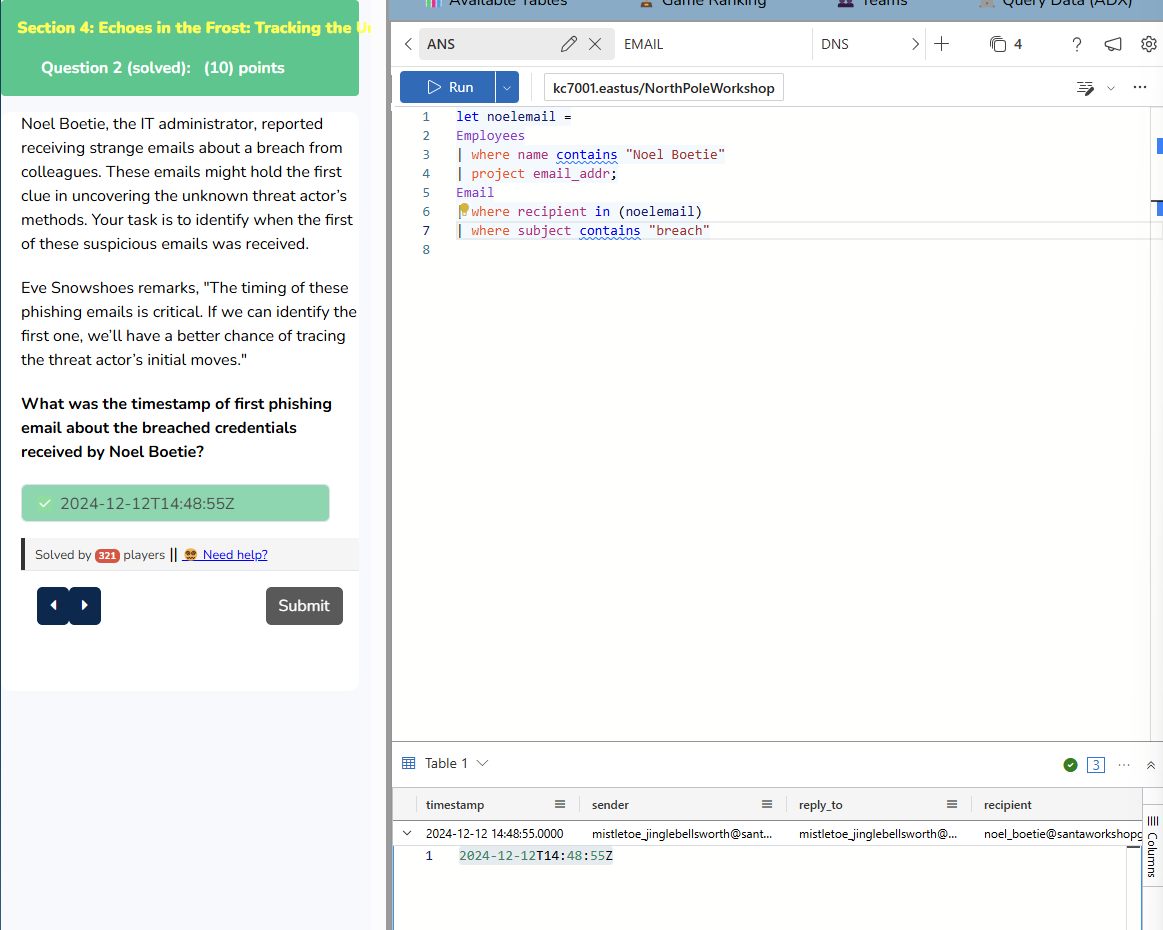 Section 4: Echoes in the Frost: Tracking the
Question 2 (solved): (10) points
Noel Boetie, the IT administrator, reported
receiving strange emails about a breach from
colleagues. These emails might hold the first
clue in uncovering the unknown threat actor's
methods. Your task is to identify when the first
of these suspicious emails was received.
Eve Snowshoes remarks, "The timing of these
phishing emails is critical. If we can identify the
first one, we'll have a better chance of tracing
the threat actor's initial moves."
What was the timestamp of first phishing
email about the breached credentials
received by Noel Boetie?
2024-12-12T14:48:55Z
Solved by 321 players || Need help?
Submit
Available Tables Game Ranking Teams Query Data (ADX)
ANS EMAIL DNS 4 ?
Run kc7001.eastus/NorthPoleWorkshop
1 let noelemail =
2 Employees
3 | where name contains "Noel Boetie"
4 | project email_addr;
5 Email
6 | where recipient in (noelemail)
7 | where subject contains "breach"
8
Table 1 3
timestamp sender reply_to recipient
2024-12-12 14:48:55.0000 mistletoe_jinglebellsworth@sant... mistletoe_jinglebellsworth@... noel_boetie@santaworkshop
1 2024-12-12T14:48:55Z
Columns